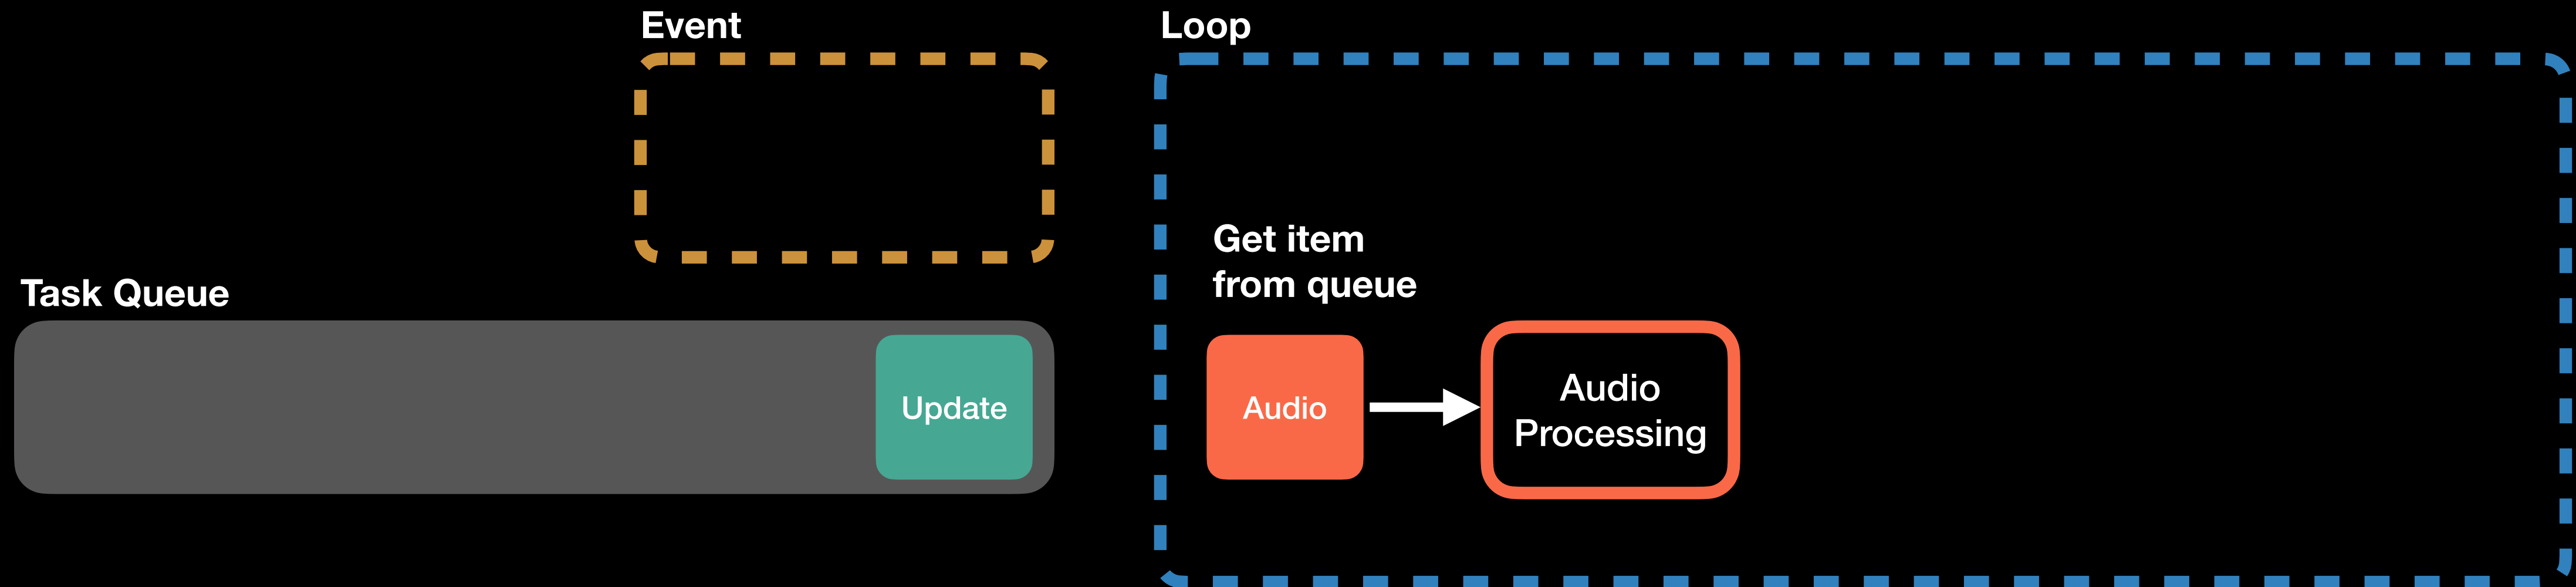 Event
Loop
Get item
from queue
Task Queue
Update
Audio
Audio
Processing